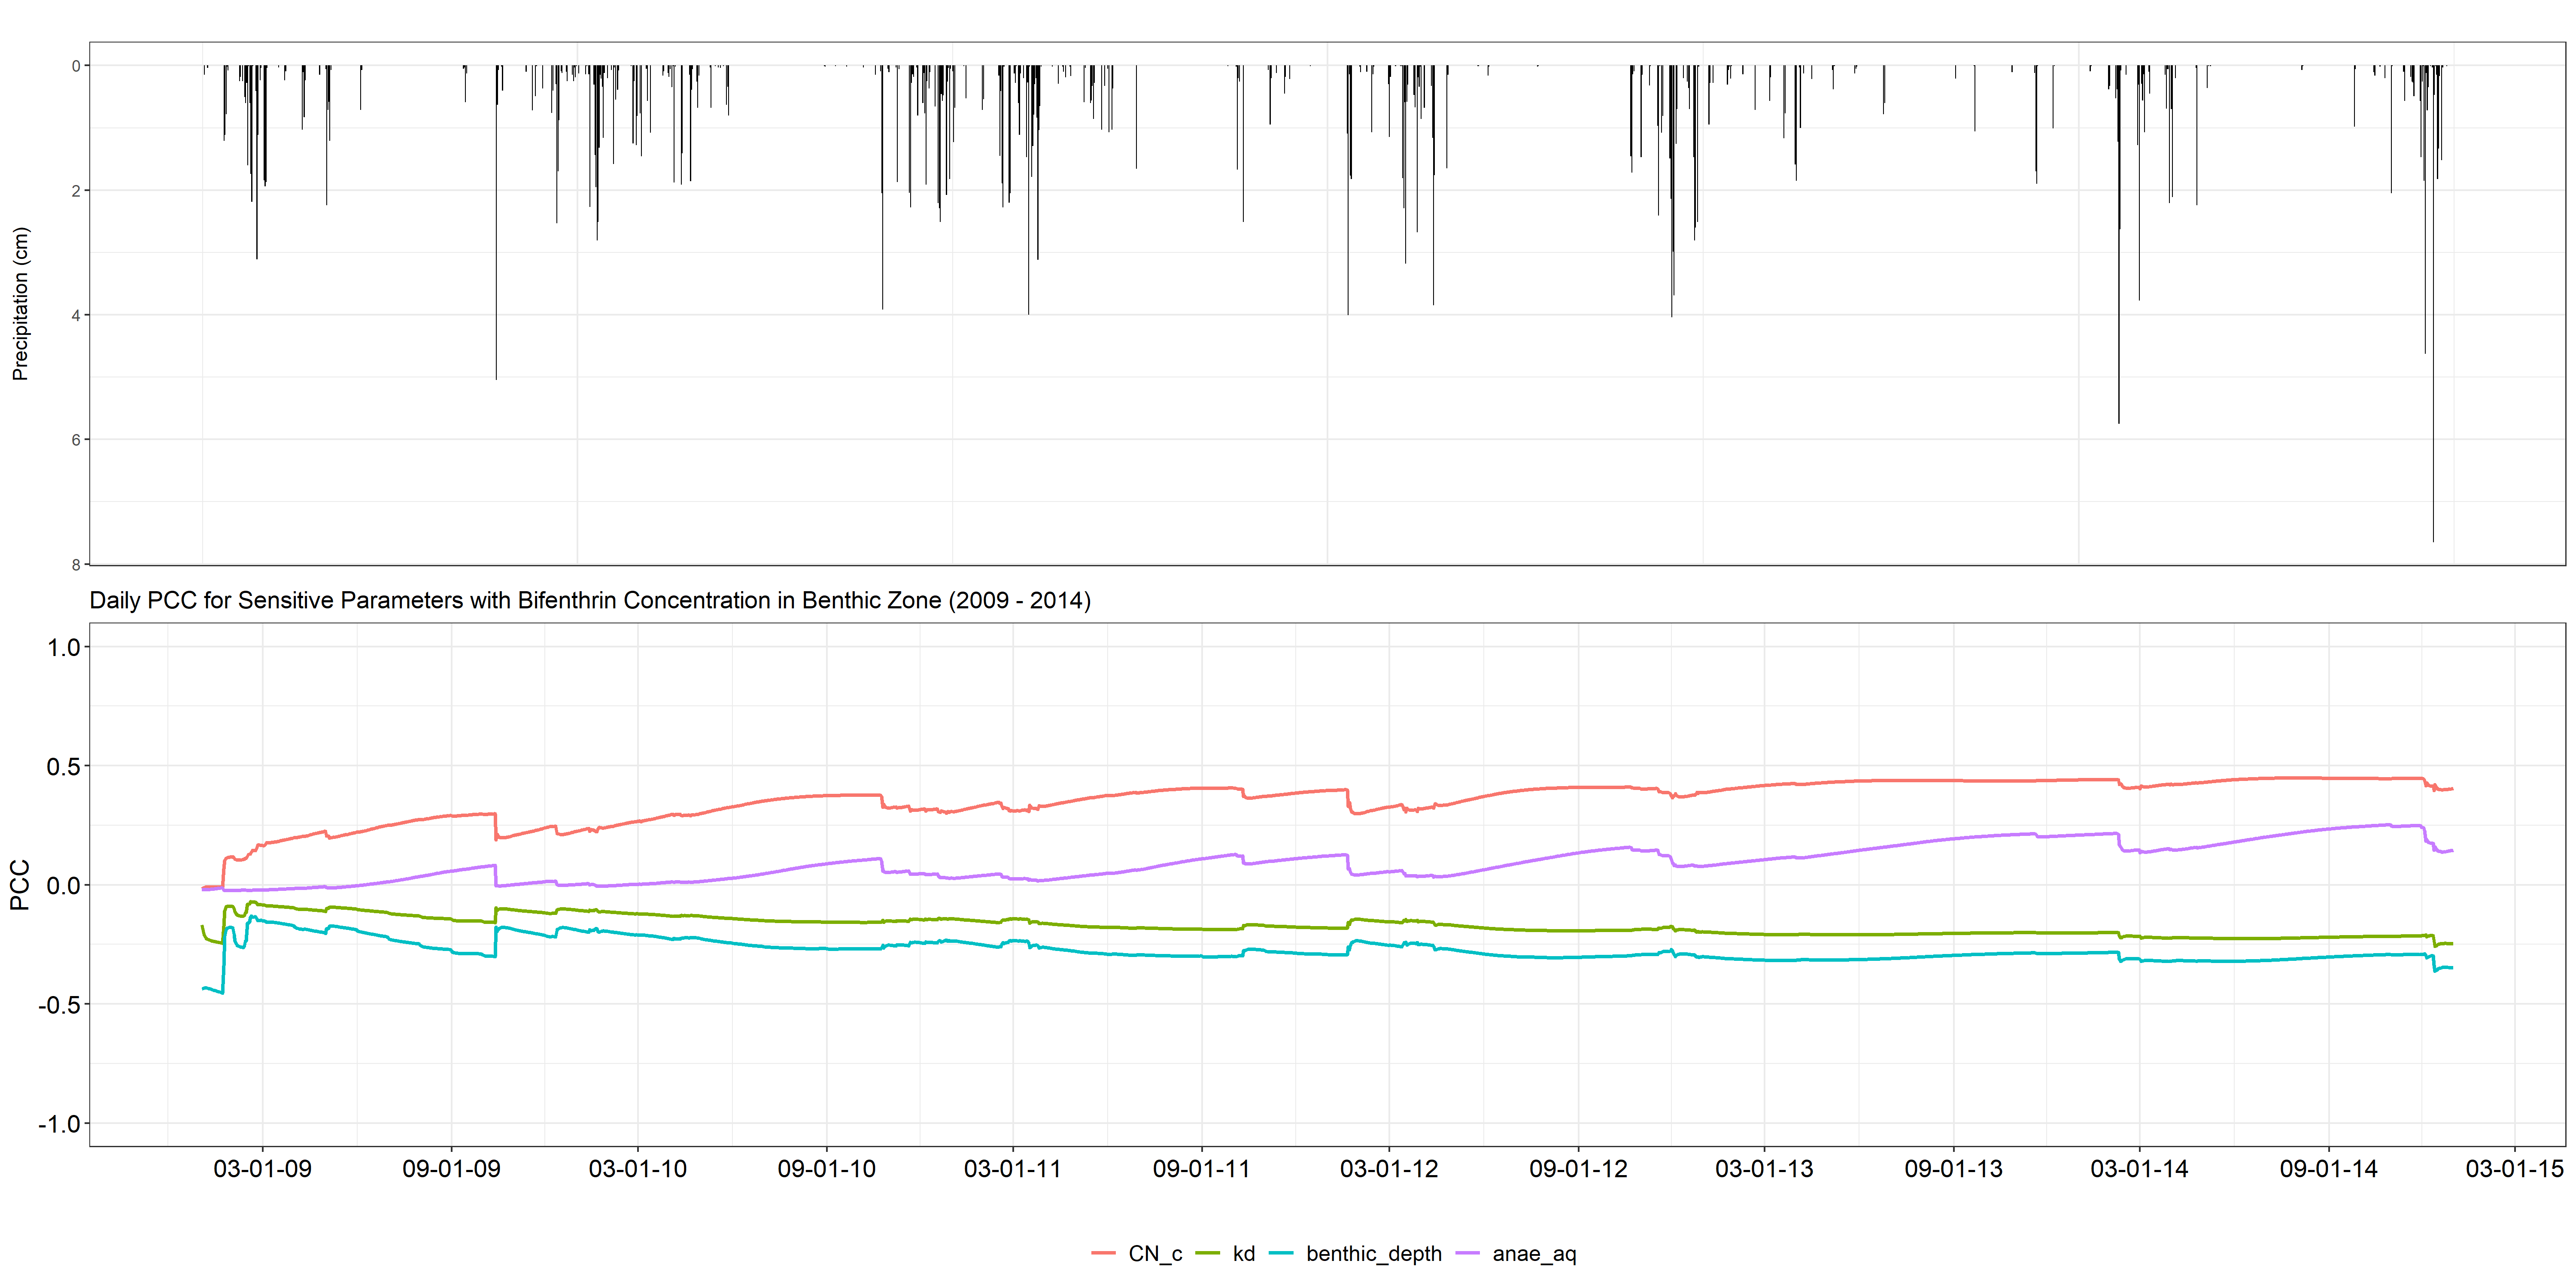 0
2
4
6
8
Precipitation (cm)
Daily PCC for Sensitive Parameters with Bifenthrin Concentration in Benthic Zone (2009 - 2014)
1.0
0.5
0.0
-0.5
-1.0
PCC
03-01-09 09-01-09 03-01-10 09-01-10 03-01-11 09-01-11 03-01-12 09-01-12 03-01-13 09-01-13 03-01-14 09-01-14 03-01-15
CN_c kd benthic_depth anae_aq